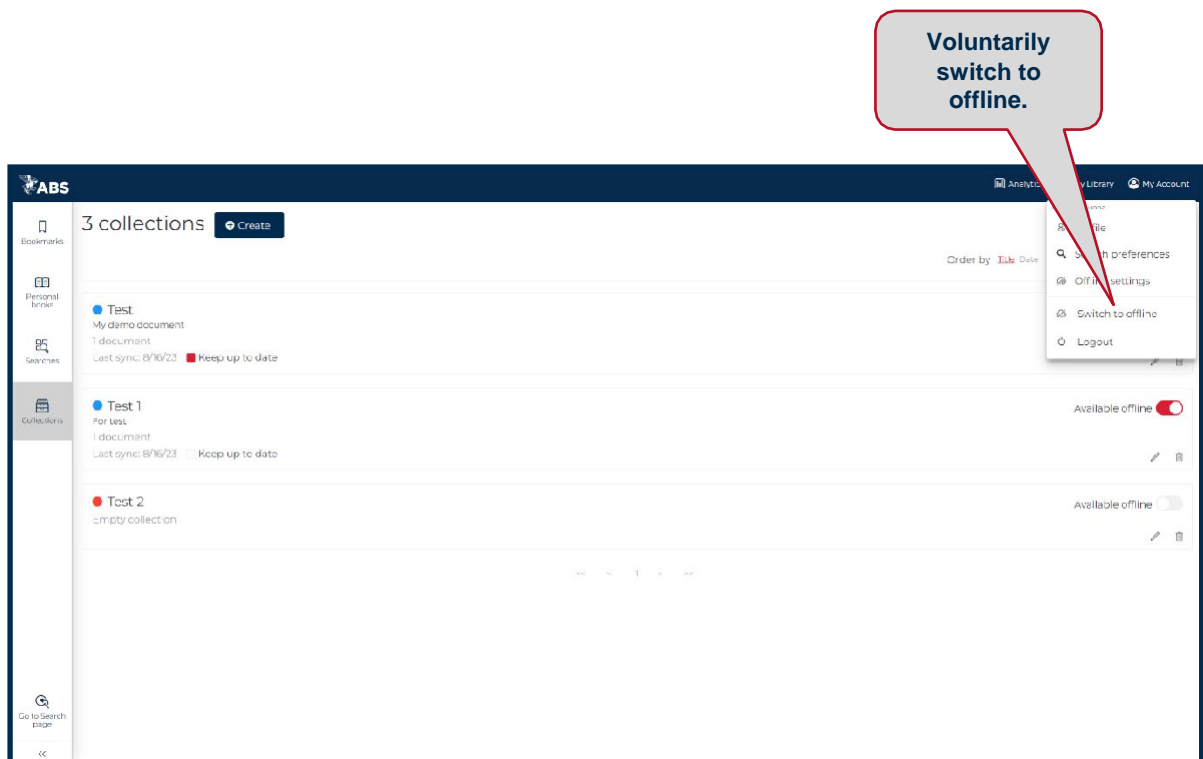 Voluntarily
switch to
offline.
ABS
My Account
Library
Bookmarks
Personal
books
Searches
Collections
Go to Search
page
<<
3 collections
Create
Order by Title Date
preferences
settings
Switch to offline
Logout
Test
My demo document
1 document
Last sync: 8/16/23 Keep up to date
Test 1
For test
1 document
Last sync: 8/16/23 Keep up to date
Available offline
Test 2
Empty collection
Available offline
<< < 1 > >>